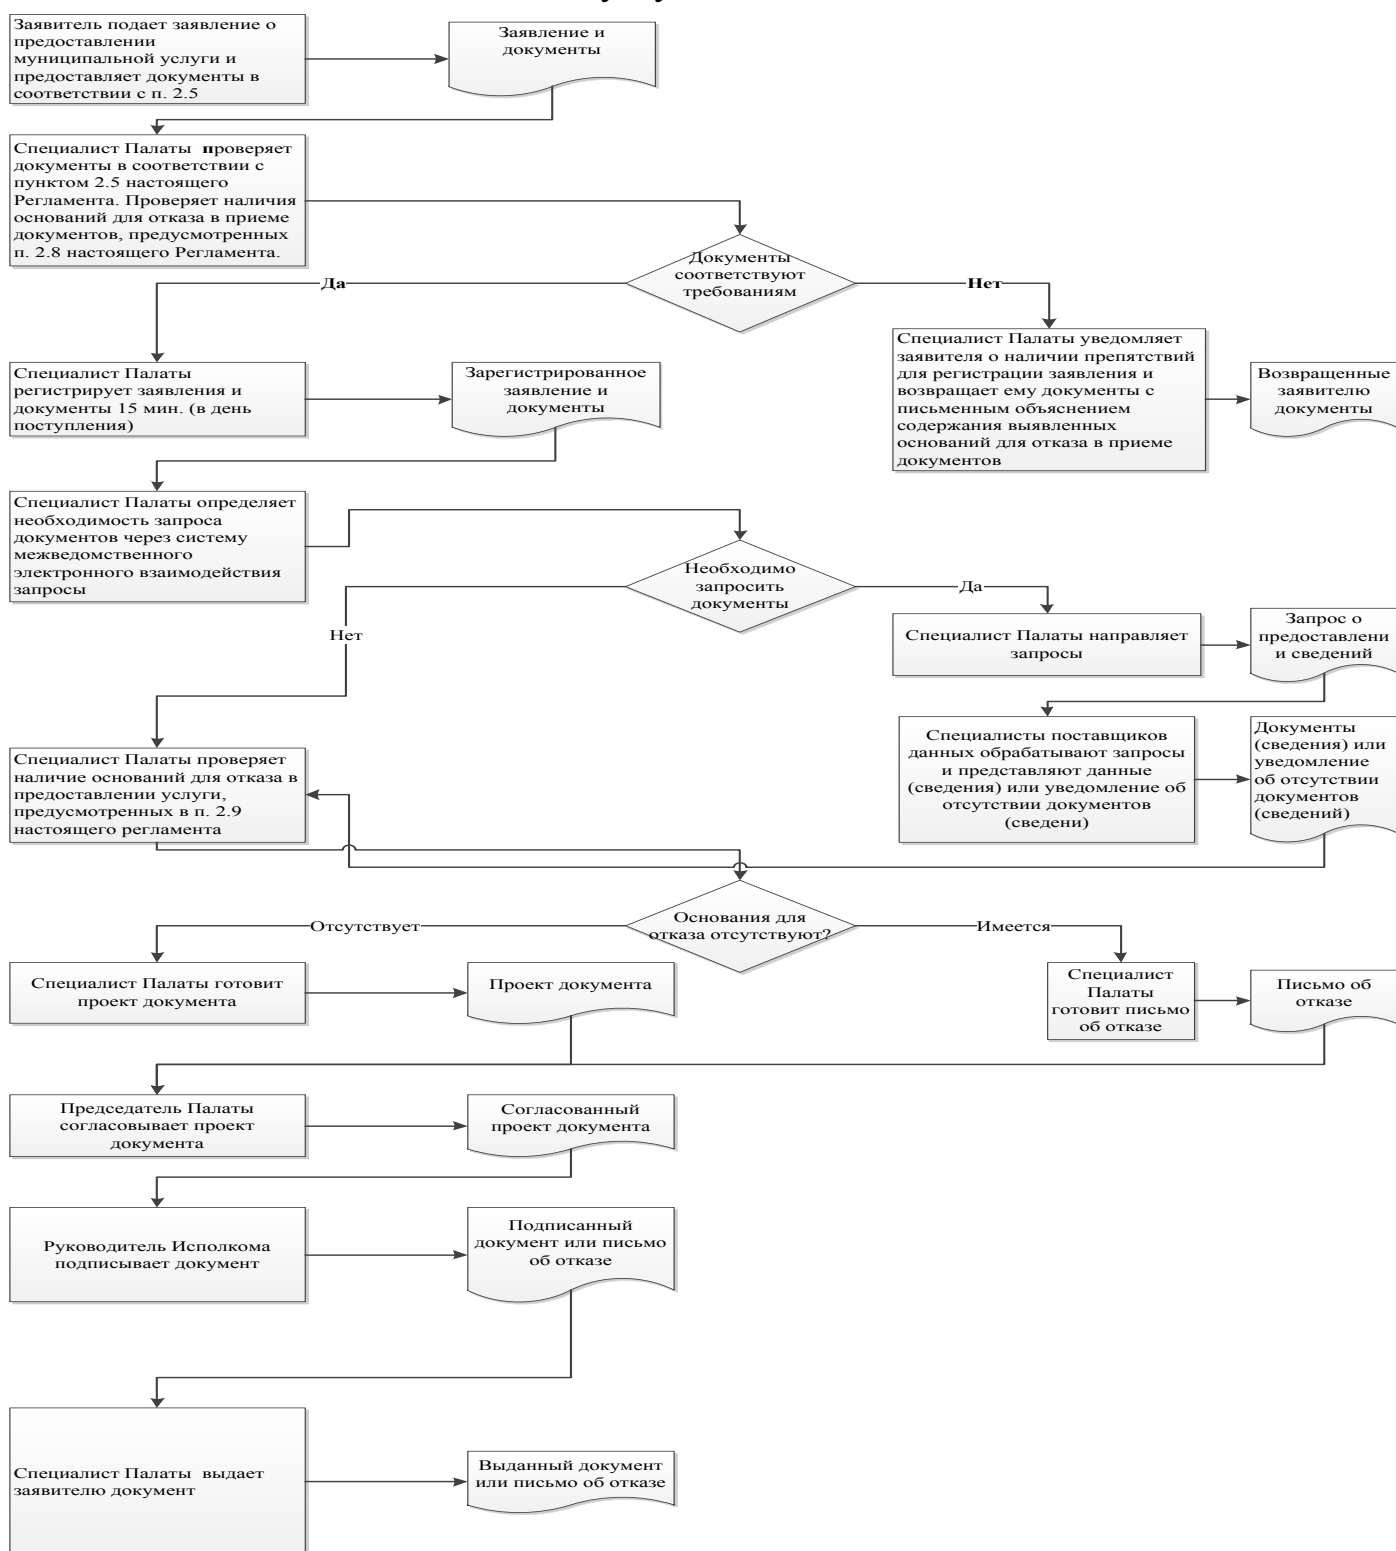 Заявитель подает заявление о
предоставлении
муниципальной услуги и
предоставляет документы в
соответствии с п. 2.5
Заявление и
документы
Специалист Палаты проверяет
документы в соответствии с
пунктом 2.5 настоящего
Регламента. Проверяет наличия
оснований для отказа в приеме
документов, предусмотренных
п. 2.8 настоящего Регламента.
Документы
соответствуют
требованиям
Да
Нет
Специалист Палаты
регистрирует заявления и
документы 15 мин. (в день
поступления)
Зарегистрированное
заявление и
документы
Специалист Палаты уведомляет
заявителя о наличии препятствий
для регистрации заявления и
возвращает ему документы с
письменным объяснением
содержания выявленных
оснований для отказа в приеме
документов
Возвращенные
заявителю
документы
Специалист Палаты определяет
необходимость запроса
документов через систему
межведомственного
электронного взаимодействия
запросы
Необходимо
запросить
документы
Да
Нет
Специалист Палаты направляет
запросы
Запрос о
предоставлени
и сведений
Специалисты поставщиков
данных обрабатывают запросы
и представляют данные
(сведения) или уведомление об
отсутствии документов
(сведени)
Документы
(сведения) или
уведомление
об отсутствии
документов
(сведений)
Специалист Палаты проверяет
наличие оснований для отказа в
предоставлении услуги,
предусмотренных в п. 2.9
настоящего регламента
Основания для
отказа отсутствуют?
Отсутствует
Имеется
Специалист Палаты готовит
проект документа
Проект документа
Специалист
Палаты
готовит письмо
об отказе
Письмо об
отказе
Председатель Палаты
согласовывает проект
документа
Согласованный
проект документа
Руководитель Исполкома
подписывает документ
Подписанный
документ или письмо
об отказе
Специалист Палаты выдает
заявителю документ
Выданный документ
или письмо об отказе